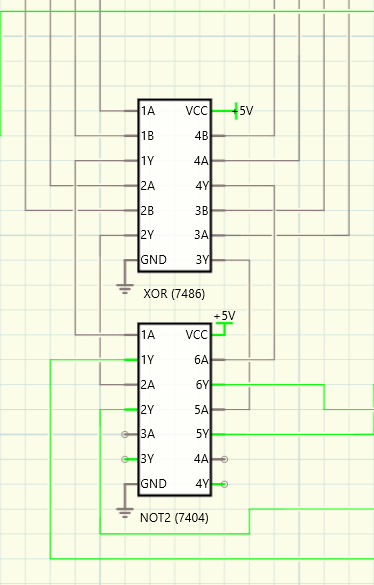 1A VCC +5V
1B 4B
1Y 4A
2A 4Y
2B 3B
2Y 3A
GND 3Y
XOR (7486)
+5V
1A VCC
1Y 6A
2A 6Y
2Y 5A
3A 5Y
3Y 4A
GND 4Y
NOT2 (7404)